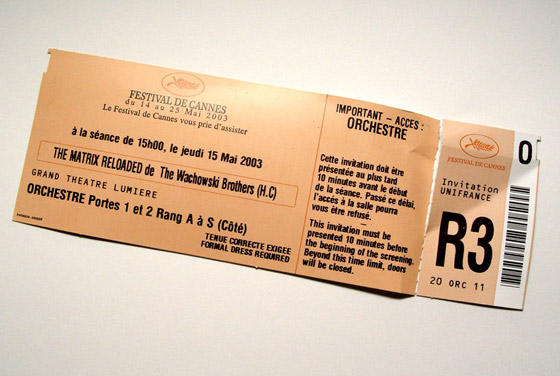 FESTIVAL DE CANNES
du 14 au 25 Mai 2003
Le Festival de Cannes vous prie d'assister
à la séance de 15h00, le jeudi 15 Mai 2003
THE MATRIX RELOADED de The Wachowski Brothers (H.C)
GRAND THEATRE LUMIERE
ORCHESTRE Portes 1 et 2 Rang A à S (Côté)
TENUE CORRECTE EXIGEE
FORMAL DRESS REQUIRED
IMPORTANT - ACCES :
ORCHESTRE
Cette invitation doit être
présentée au plus tard
10 minutes avant le début
de la séance. Passé ce délai,
l'accès à la salle pourra
vous être refusé.
This invitation must be
presented 10 minutes before
the beginning of the screening.
Beyond this time limit, doors
will be closed.
FESTIVAL DE CANNES
O
Invitation
UNIFRANCE
R3
20 ORC 11